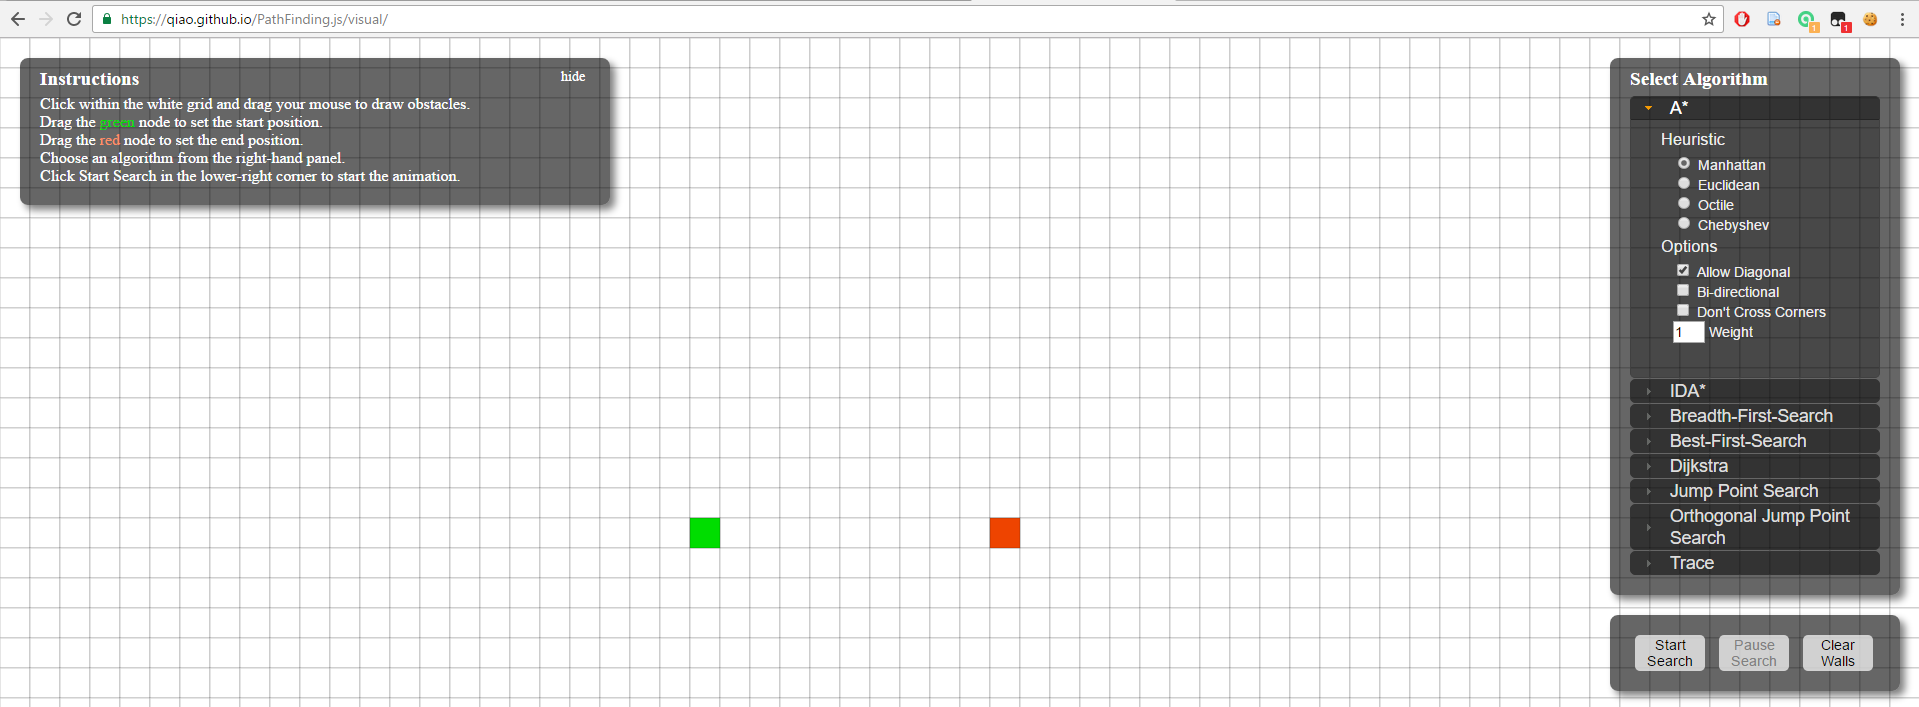 https://qiao.github.io/PathFinding.js/visual/
1
1
Instructions
hide
Click within the white grid and drag your mouse to draw obstacles.
Drag the green node to set the start position.
Drag the red node to set the end position.
Choose an algorithm from the right-hand panel.
Click Start Search in the lower-right corner to start the animation.
Select Algorithm
A*
Heuristic
Manhattan
Euclidean
Octile
Chebyshev
Options
Allow Diagonal
Bi-directional
Don't Cross Corners
1 Weight
IDA*
Breadth-First-Search
Best-First-Search
Dijkstra
Jump Point Search
Orthogonal Jump Point
Search
Trace
Start
Search
Pause
Search
Clear
Walls